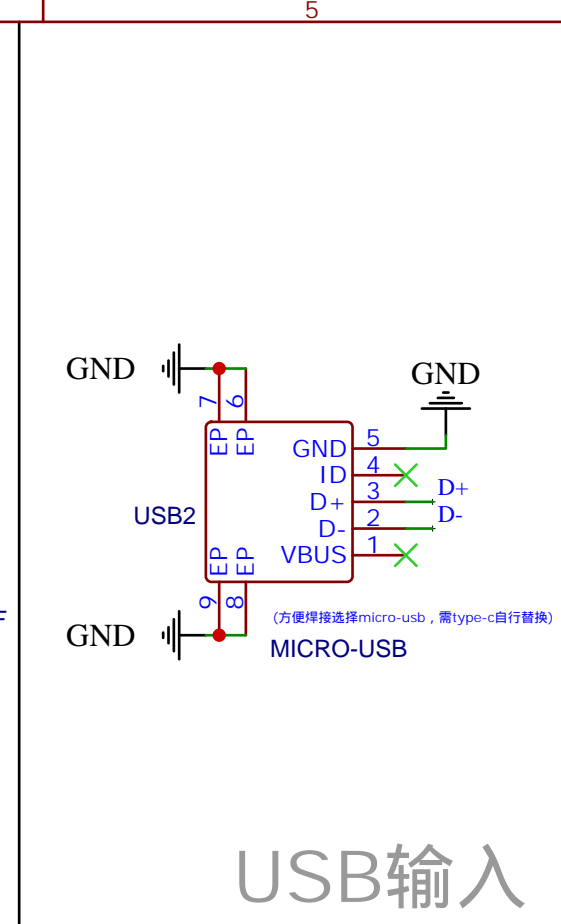 5
GND
GND
7
6
EP
EP
GND
5
ID
4
D+
3
D+
D-
2
D-
VBUS
1
USB2
EP
EP
9
8
(方便焊接选择micro-usb，需type-c自行替换)
GND
MICRO-USB
USB输入